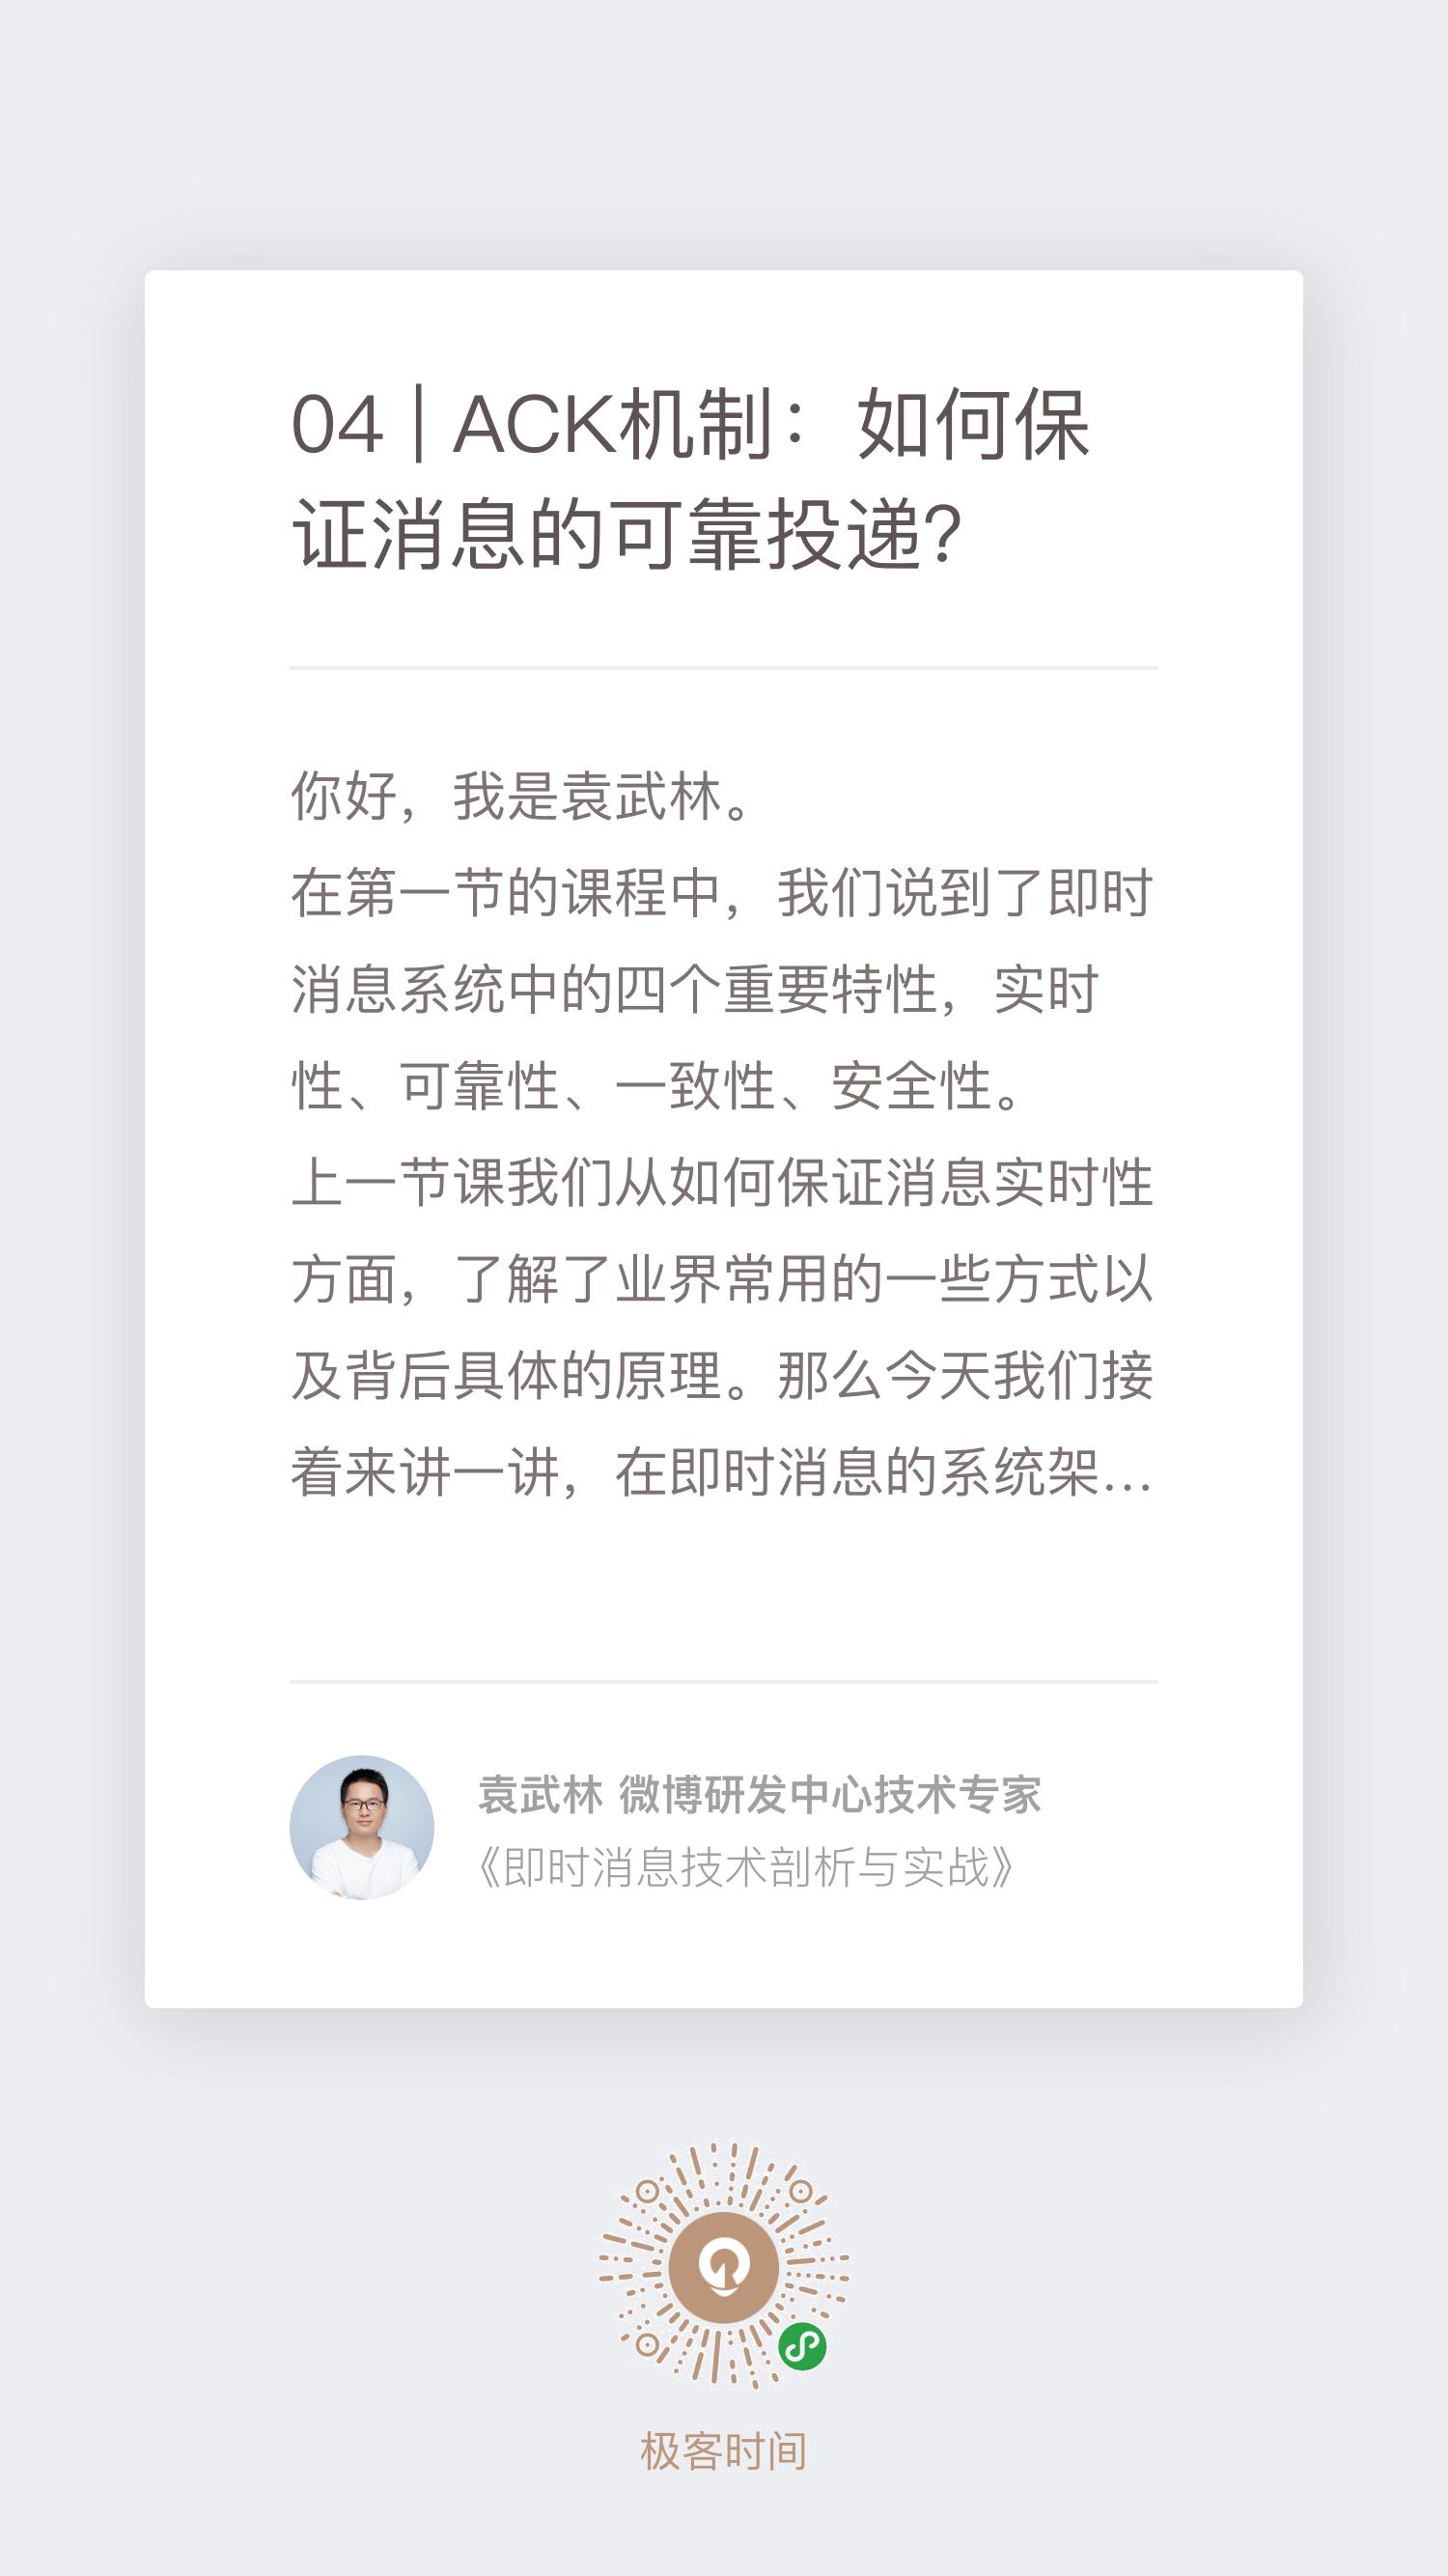 04 | ACK机制：如何保
证消息的可靠投递?
你好，我是袁武林。
在第一节的课程中，我们说到了即时
消息系统中的四个重要特性，实时
性、可靠性、一致性、安全性。
上一节课我们从如何保证消息实时性
方面，了解了业界常用的一些方式以
及背后具体的原理。那么今天我们接
着来讲一讲，在即时消息的系统架...
袁武林 微博研发中心技术专家
《即时消息技术剖析与实战》
极客时间